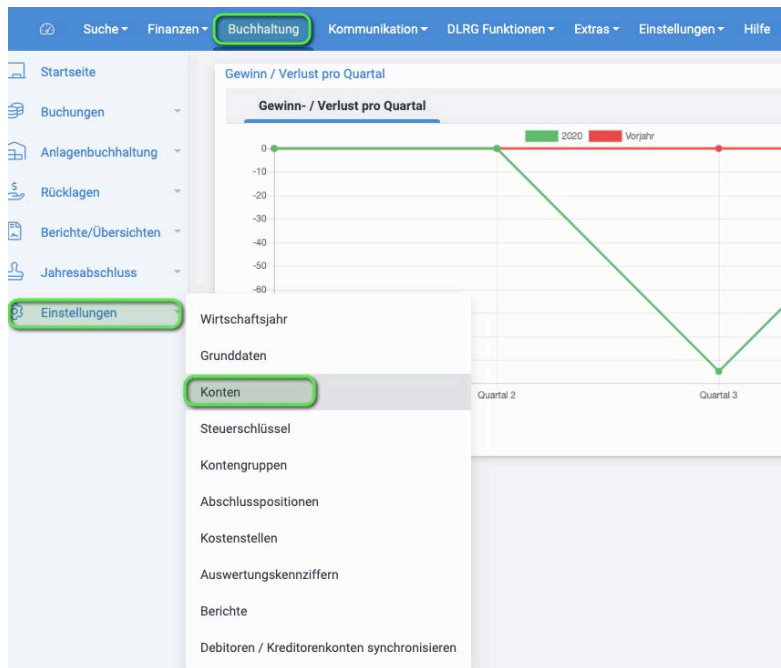 Suche Finanzen Buchhaltung Kommunikation DLRG Funktionen Extras Einstellungen Hilfe
Startseite
Buchungen
Anlagenbuchhaltung
Rücklagen
Berichte/Übersichten
Jahresabschluss
Einstellungen
Gewinn / Verlust pro Quartal
Gewinn- / Verlust pro Quartal
2020 Vorjahr
0
-10
-20
-30
-40
-50
-60
Quartal 2 Quartal 3
Wirtschaftsjahr
Grunddaten
Konten
Steuerschlüssel
Kontengruppen
Abschlusspositionen
Kostenstellen
Auswertungskennziffern
Berichte
Debitoren / Kreditorenkonten synchronisieren